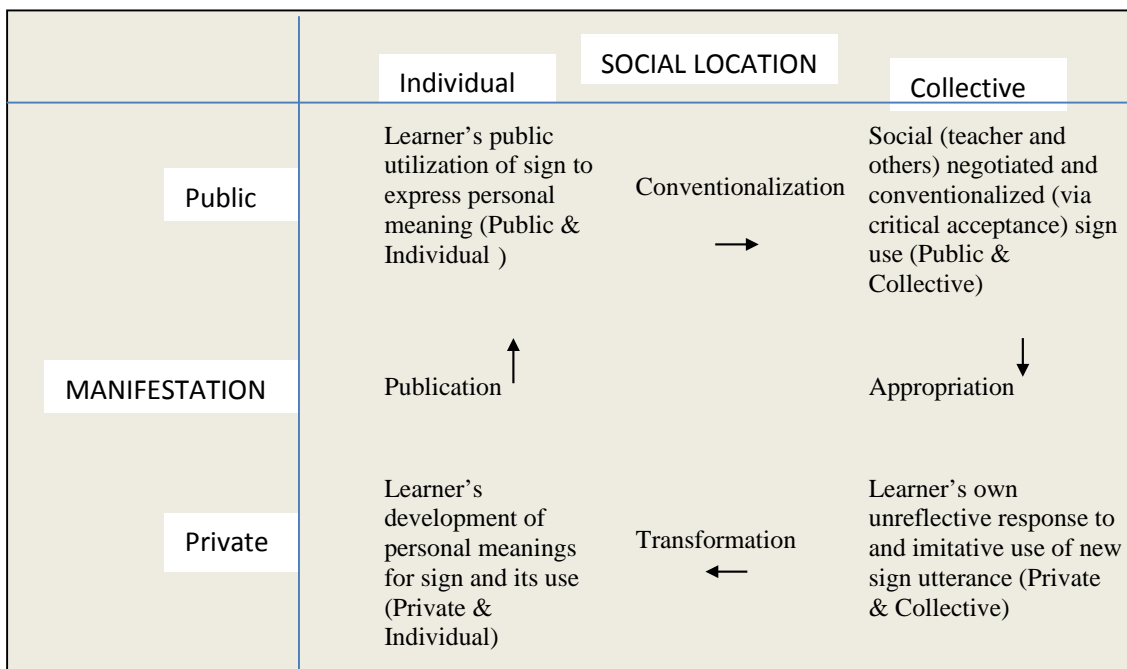 SOCIAL LOCATION
Individual
Collective
Public
Learner’s public
utilization of sign to
express personal
meaning (Public &
Individual )
Conventionalization
Social (teacher and
others) negotiated and
conventionalized (via
critical acceptance) sign
use (Public &
Collective)
MANIFESTATION
Publication
Appropriation
Private
Learner’s
development of
personal meanings
for sign and its use
(Private &
Individual)
Transformation
Learner’s own
unreflective response to
and imitative use of new
sign utterance (Private
& Collective)